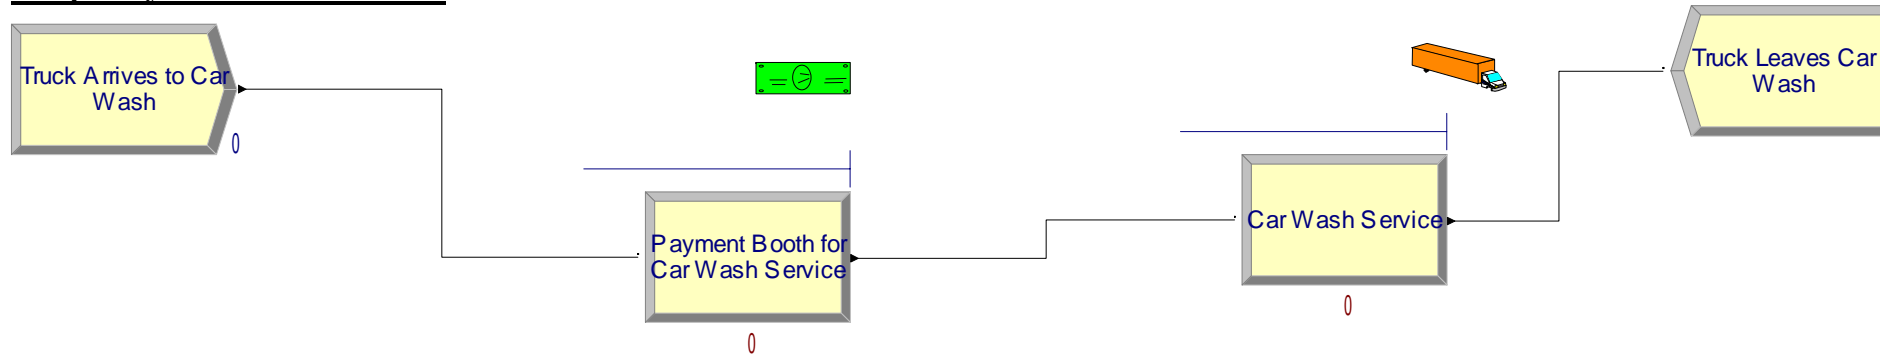 Truck Arrives to Car
Wash
0
Payment Booth for
Car Wash Service
0
Car Wash Service
0
Truck Leaves Car
Wash